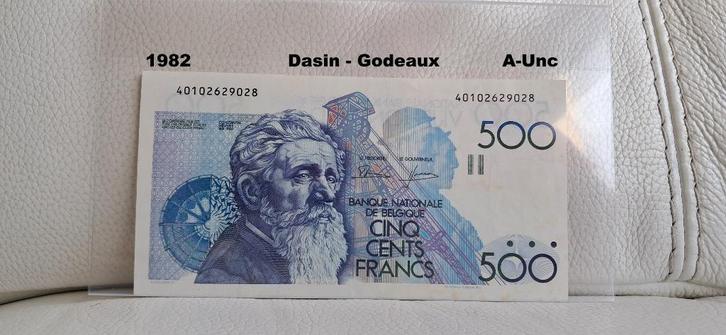 1982 Dasin - Godeaux A-Unc
40102629028 40102629028
500
LE TRESORIER LE GOUVERNEUR
BANQUE NATIONALE
DE BELGIQUE
CINQ
CENTS
FRANCS
500